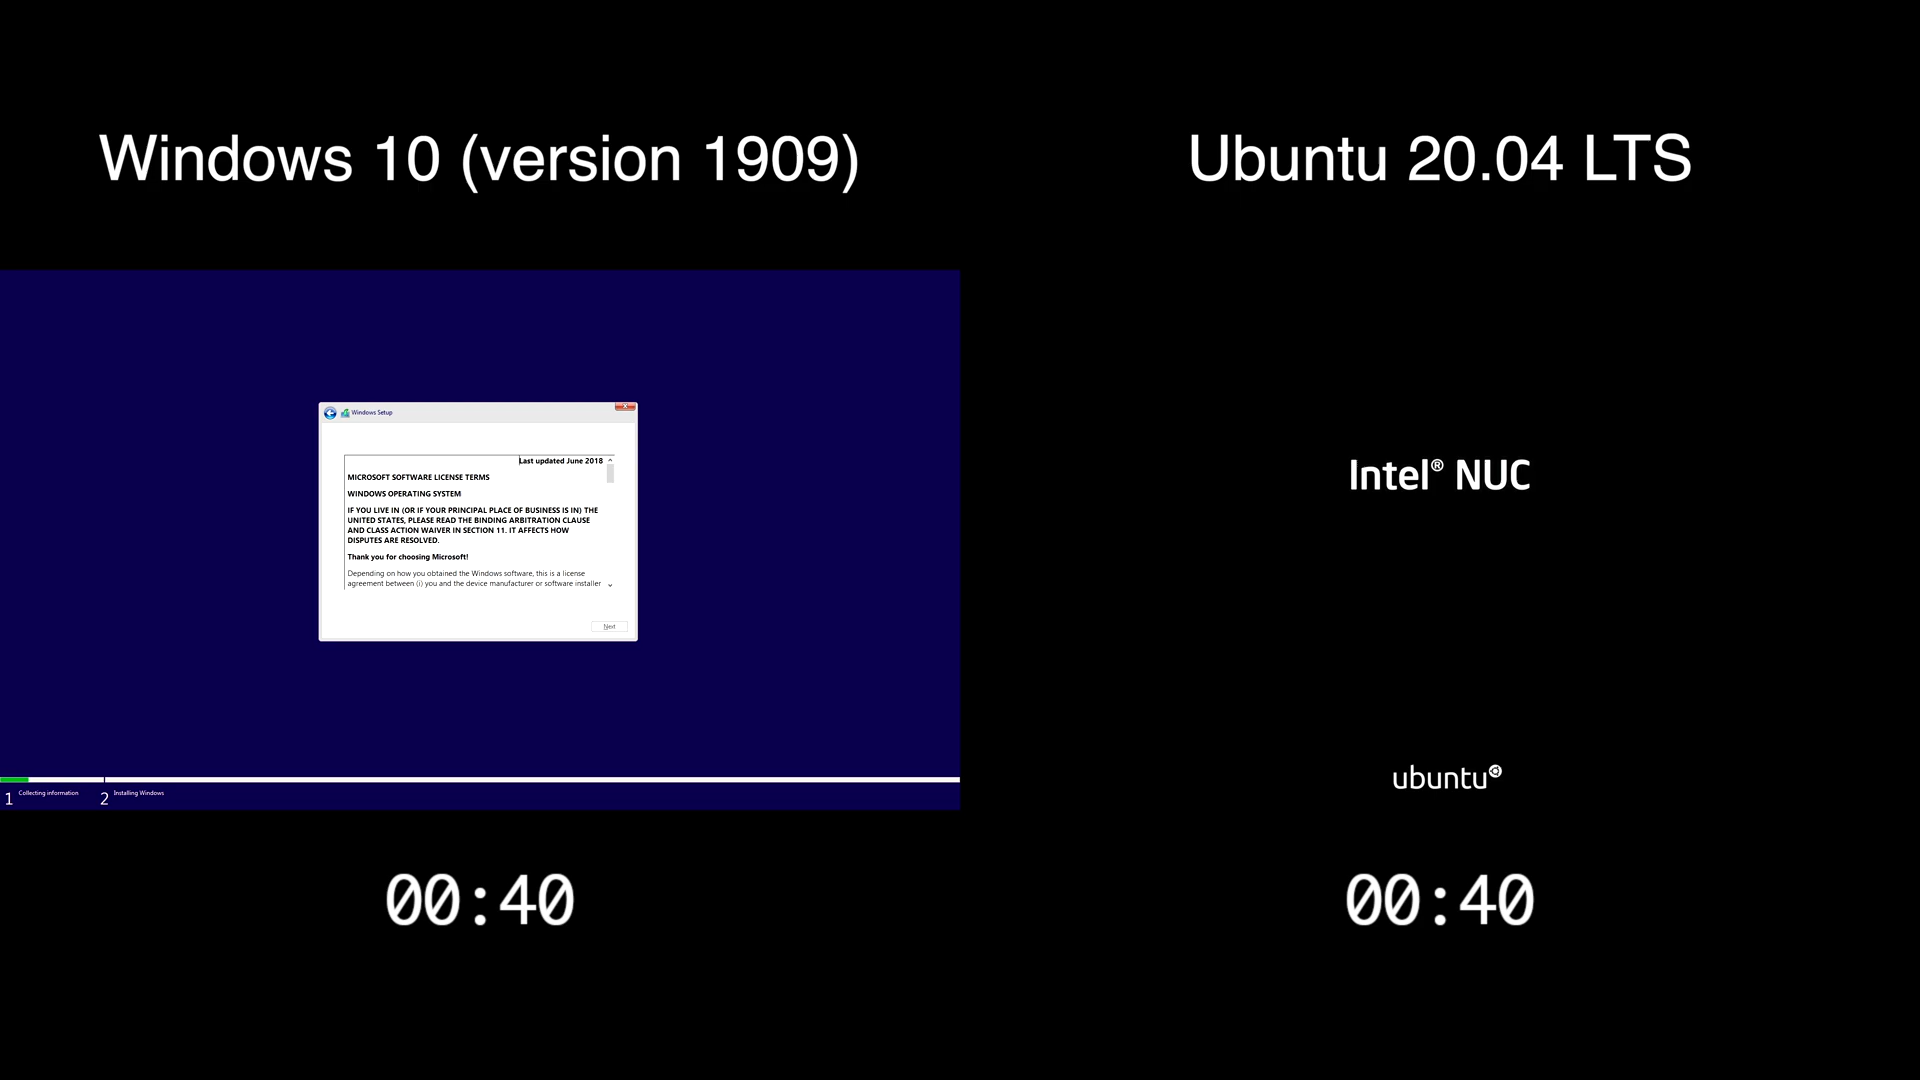 Windows 10 (version 1909)
Ubuntu 20.04 LTS
Windows Setup
Last updated June 2018
MICROSOFT SOFTWARE LICENSE TERMS
WINDOWS OPERATING SYSTEM
IF YOU LIVE IN (OR IF YOUR PRINCIPAL PLACE OF BUSINESS IS IN) THE
UNITED STATES, PLEASE READ THE BINDING ARBITRATION CLAUSE
AND CLASS ACTION WAIVER IN SECTION 11. IT AFFECTS HOW
DISPUTES ARE RESOLVED.
Thank you for choosing Microsoft!
Depending on how you obtained the Windows software, this is a license
agreement between (i) you and the device manufacturer or software installer
Next
1 Collecting information
2 Installing Windows
Intel® NUC
ubuntu
00:40
00:40